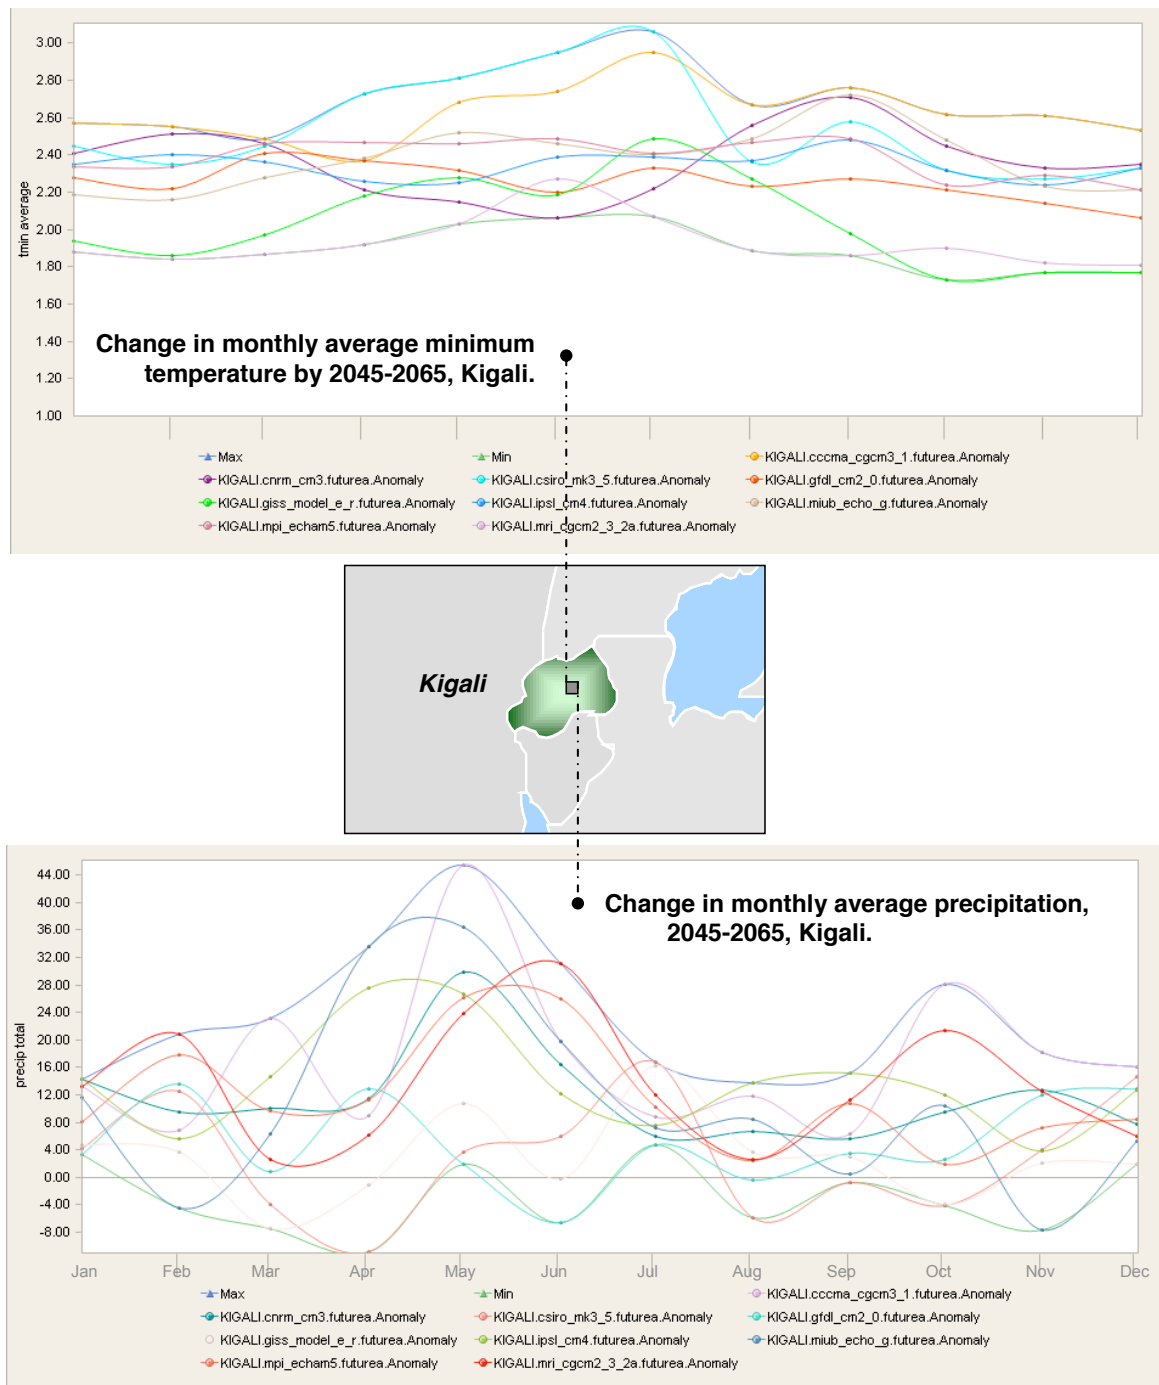 3.00
2.80
2.60
2.40
2.20
2.00
1.80
1.60
1.40
1.20
1.00
tmin average
Change in monthly average minimum
temperature by 2045-2065, Kigali.
Max Min KIGALI.cccma_cgcm3_1.futurea.Anomaly
KIGALI.cnrm_cm3.futurea.Anomaly KIGALI.csiro_mk3_5.futurea.Anomaly KIGALI.gfdl_cm2_0.futurea.Anomaly
KIGALI.giss_model_e_r.futurea.Anomaly KIGALI.ipsl_cm4.futurea.Anomaly KIGALI.miub_echo_g.futurea.Anomaly
KIGALI.mpi_echam5.futurea.Anomaly KIGALI.mri_cgcm2_3_2a.futurea.Anomaly
Kigali
44.00
40.00
36.00
32.00
28.00
24.00
20.00
16.00
12.00
8.00
4.00
0.00
-4.00
-8.00
precip total
Change in monthly average precipitation,
2045-2065, Kigali.
Jan Feb Mar Apr May Jun Jul Aug Sep Oct Nov Dec
Max Min KIGALI.cccma_cgcm3_1.futurea.Anomaly
KIGALI.cnrm_cm3.futurea.Anomaly KIGALI.csiro_mk3_5.futurea.Anomaly KIGALI.gfdl_cm2_0.futurea.Anomaly
KIGALI.giss_model_e_r.futurea.Anomaly KIGALI.ipsl_cm4.futurea.Anomaly KIGALI.miub_echo_g.futurea.Anomaly
KIGALI.mpi_echam5.futurea.Anomaly KIGALI.mri_cgcm2_3_2a.futurea.Anomaly